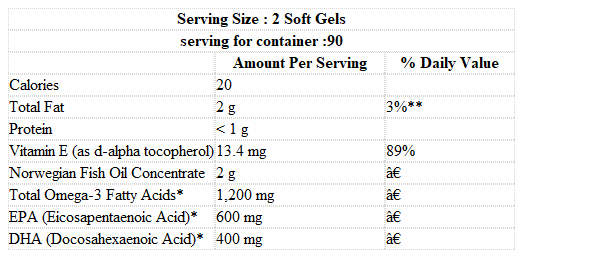 Serving Size : 2 Soft Gels
serving for container :90
Amount Per Serving % Daily Value
Calories 20
Total Fat 2 g 3%**
Protein < 1 g
Vitamin E (as d-alpha tocopherol) 13.4 mg 89%
Norwegian Fish Oil Concentrate 2 g â€
Total Omega-3 Fatty Acids* 1,200 mg â€
EPA (Eicosapentaenoic Acid)* 600 mg â€
DHA (Docosahexaenoic Acid)* 400 mg â€